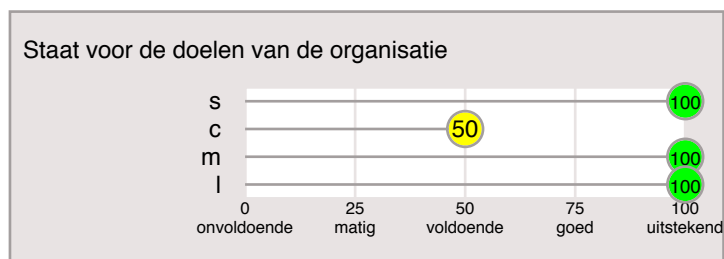 Staat voor de doelen van de organisatie
s 100
c 50
m 100
l 100
0 25 50 75 100
onvoldoende matig voldoende goed uitstekend